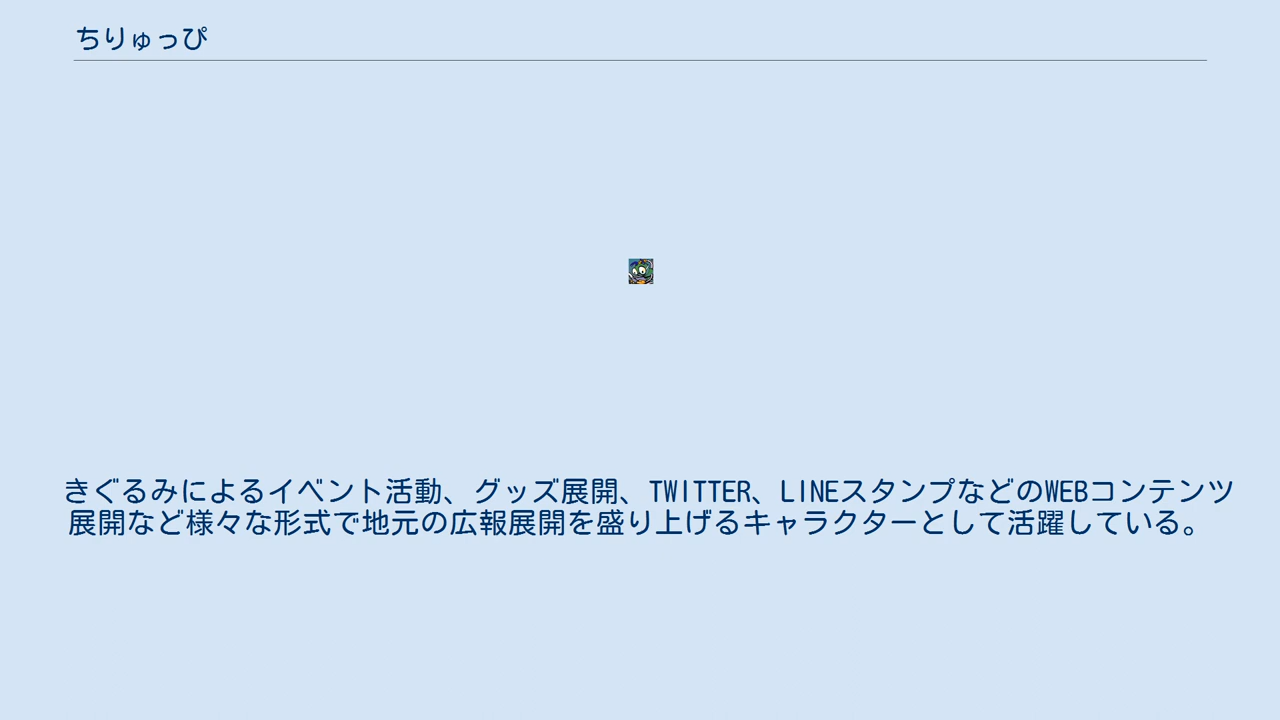 ちりゅっぴ
きぐるみによるイベント活動、グッズ展開、TWITTER、LINEスタンプなどのWEBコンテンツ
展開など様々な形式で地元の広報展開を盛り上げるキャラクターとして活躍している。